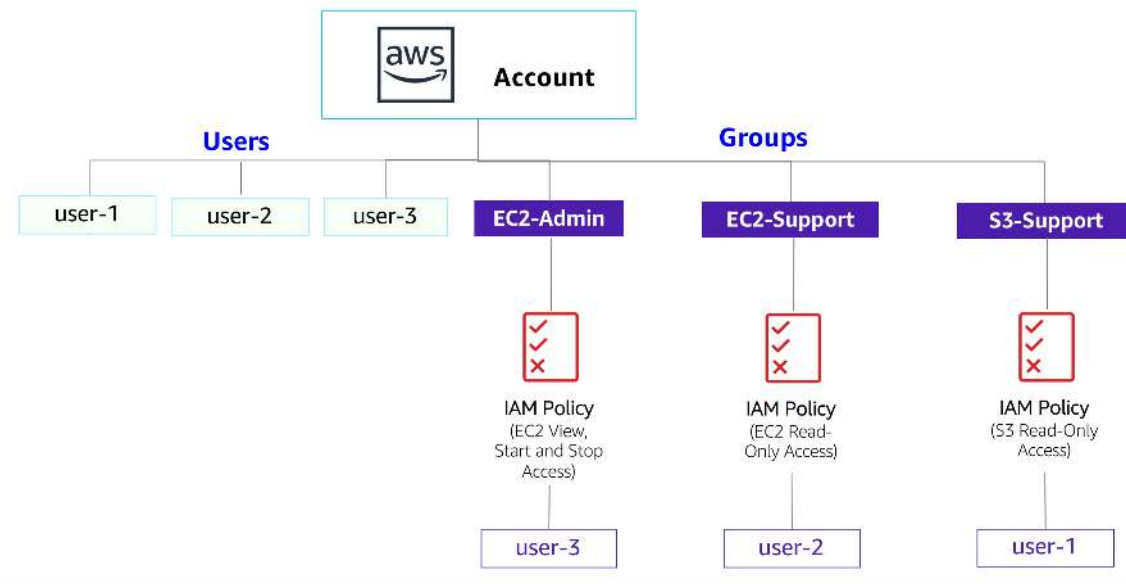 aws
Account
Users
Groups
user-1
user-2
user-3
EC2-Admin
EC2-Support
S3-Support
IAM Policy
(EC2 View,
Start and Stop
Access)
IAM Policy
(EC2 Read-
Only Access)
IAM Policy
(S3 Read-Only
Access)
user-3
user-2
user-1